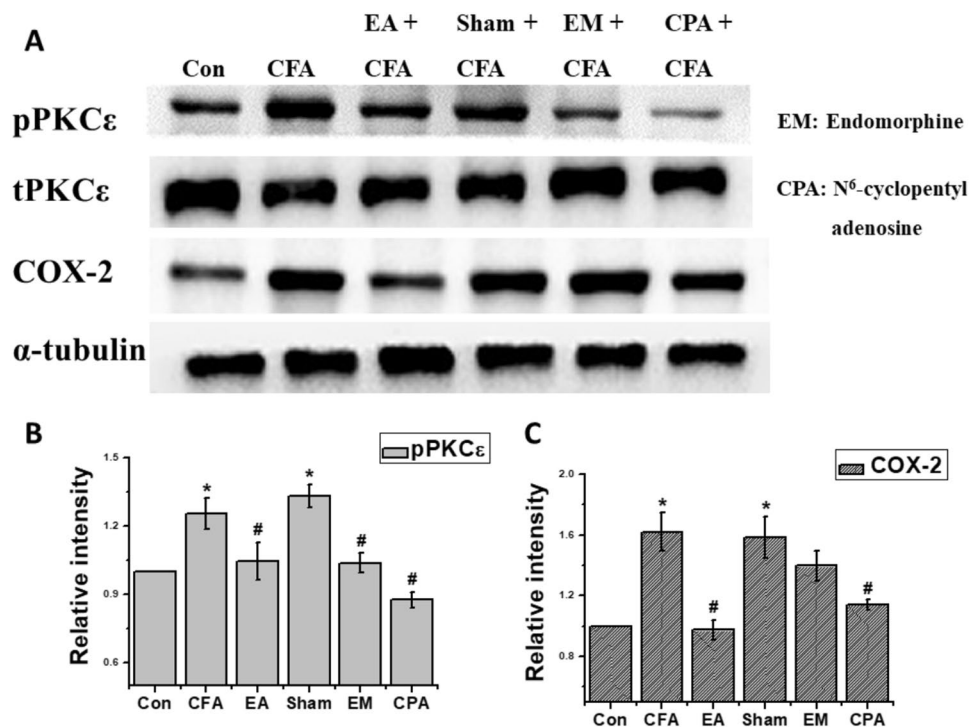 A
EA + Sham + EM + CPA +
Con CFA CFA CFA CFA CFA
pPKCε
tPKCε
COX-2
α-tubulin
EM: Endomorphine
CPA: N⁶-cyclopentyl
adenosine
B
pPKCε
Relative intensity
1.5
1.2
0.9
0.6
* # * # #
Con CFA EA Sham EM CPA
C
COX-2
Relative intensity
2.0
1.6
1.2
0.8
* # * #
Con CFA EA Sham EM CPA